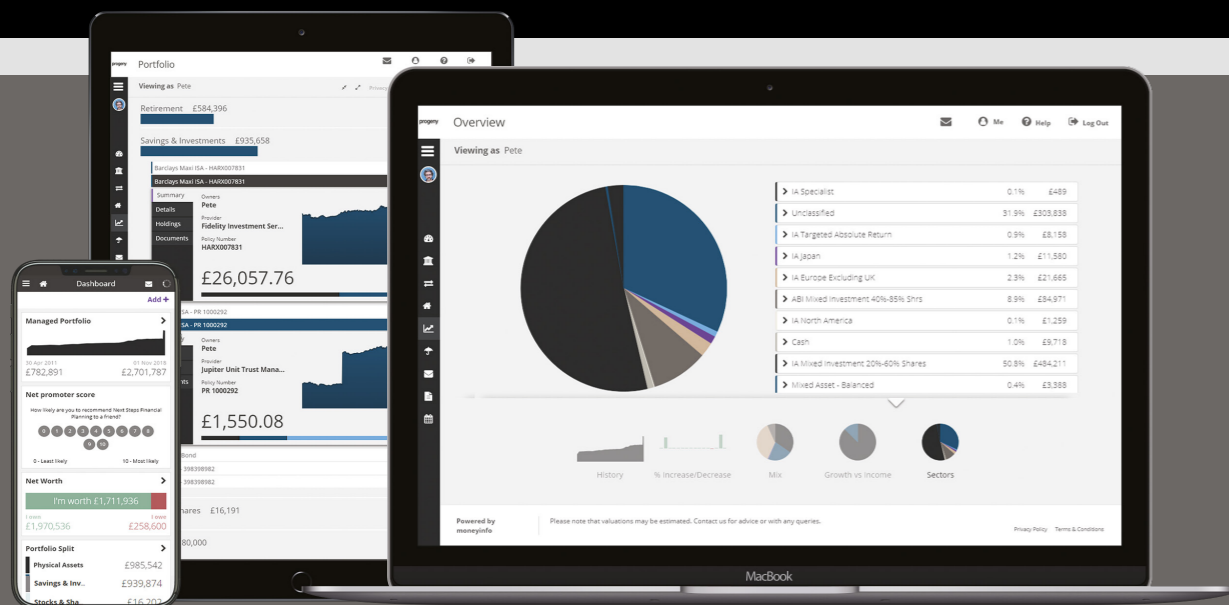 progeny Portfolio
Viewing as Pete
Retirement £584,396
Savings & Investments £935,658
Barclays Maxi ISA - HARX007831
Barclays Maxi ISA - HARX007831
Summary
Details
Holdings
Documents
Owners
Pete
Provider
Fidelity Investment Ser...
Policy Number
HARX007831
£26,057.76
SA - PR 1000292
SA - PR 1000292
Owners
Pete
Provider
Jupiter Unit Trust Mana...
Policy Number
PR 1000292
£1,550.08
Bond
- 398398982
- 398398982
hares £16,191
80,000
Dashboard
Add +
Managed Portfolio
30 Apr 2011 01 Nov 2018
£782,891 £2,701,787
Net promoter score
How likely are you to recommend Next Steps Financial
Planning to a friend?
0 1 2 3 4 5 6 7 8
9 10
0 - Least likely 10 - Most likely
Net Worth
I'm worth £1,711,936
I own I owe
£1,970,536 £258,600
Portfolio Split
Physical Assets £985,542
Savings & Inv.. £939,874
Stocks & Sha.. £16,202
progeny Overview
Me Help Log Out
Viewing as Pete
IA Specialist 0.1% £489
Unclassified 31.9% £303,838
IA Targeted Absolute Return 0.9% £8,158
IA Japan 1.2% £11,580
IA Europe Excluding UK 2.3% £21,665
ABI Mixed Investment 40%-85% Shrs 8.9% £84,971
IA North America 0.1% £1,259
Cash 1.0% £9,718
IA Mixed Investment 20%-60% Shares 50.8% £484,211
Mixed Asset - Balanced 0.4% £3,388
History % Increase/Decrease Mix Growth vs Income Sectors
Powered by
moneyinfo
Please note that valuations may be estimated. Contact us for advice or with any queries.
Privacy Policy Terms & Conditions
MacBook